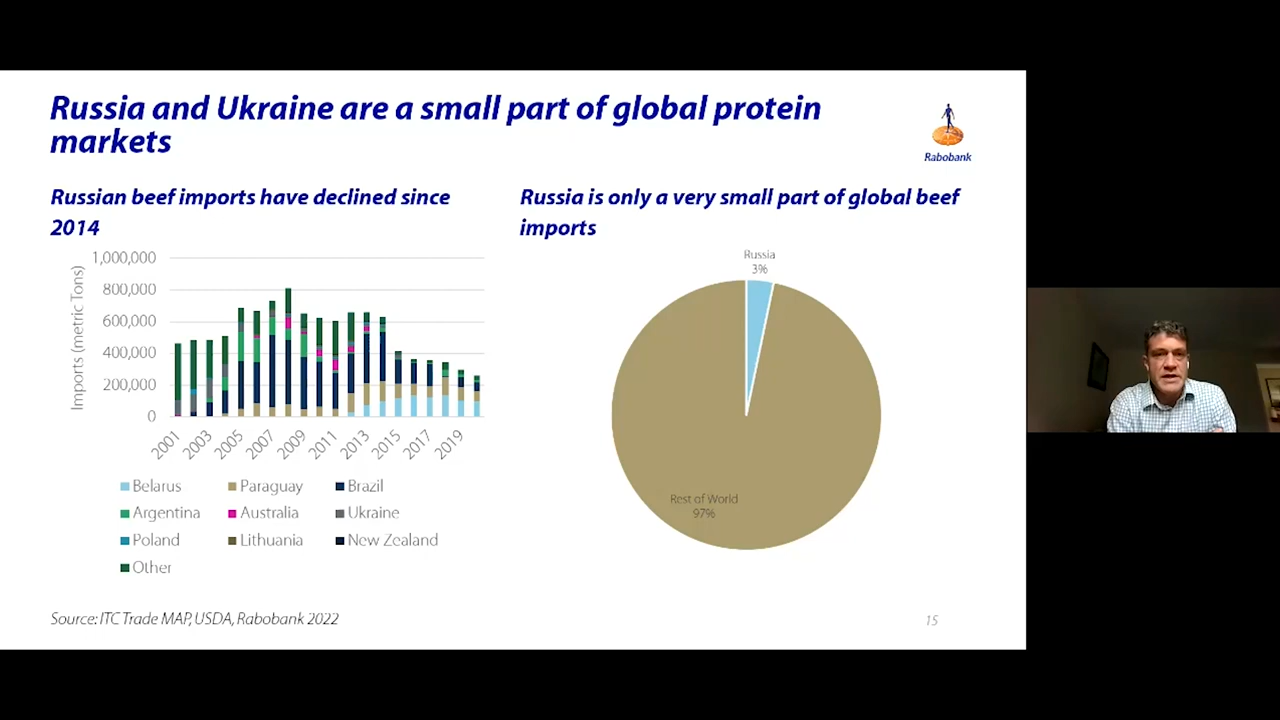 Russia and Ukraine are a small part of global protein
markets
Rabobank
Russian beef imports have declined since
2014
Imports (metric Tons)
1,000,000
800,000
600,000
400,000
200,000
0
2001
2003
2005
2007
2009
2011
2013
2015
2017
2019
Belarus
Paraguay
Brazil
Argentina
Australia
Ukraine
Poland
Lithuania
New Zealand
Other
Russia is only a very small part of global beef
imports
Russia
3%
Rest of World
97%
Source: ITC Trade MAP, USDA, Rabobank 2022
15